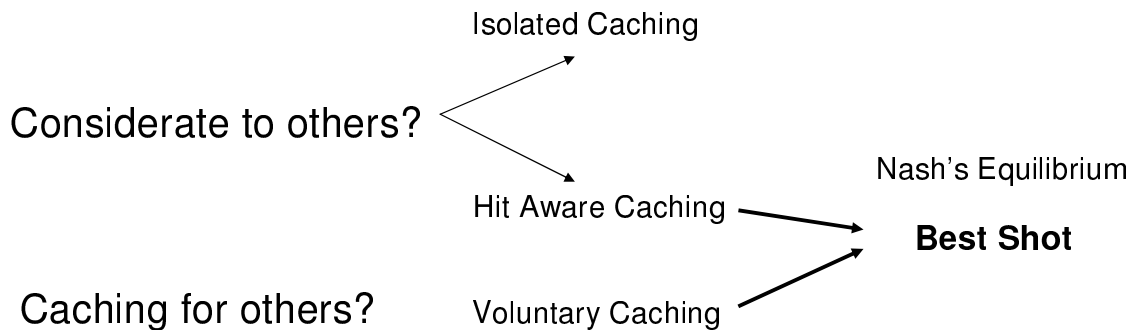 Isolated Caching
Considerate to others?
Nash's Equilibrium
Hit Aware Caching
Best Shot
Caching for others?
Voluntary Caching